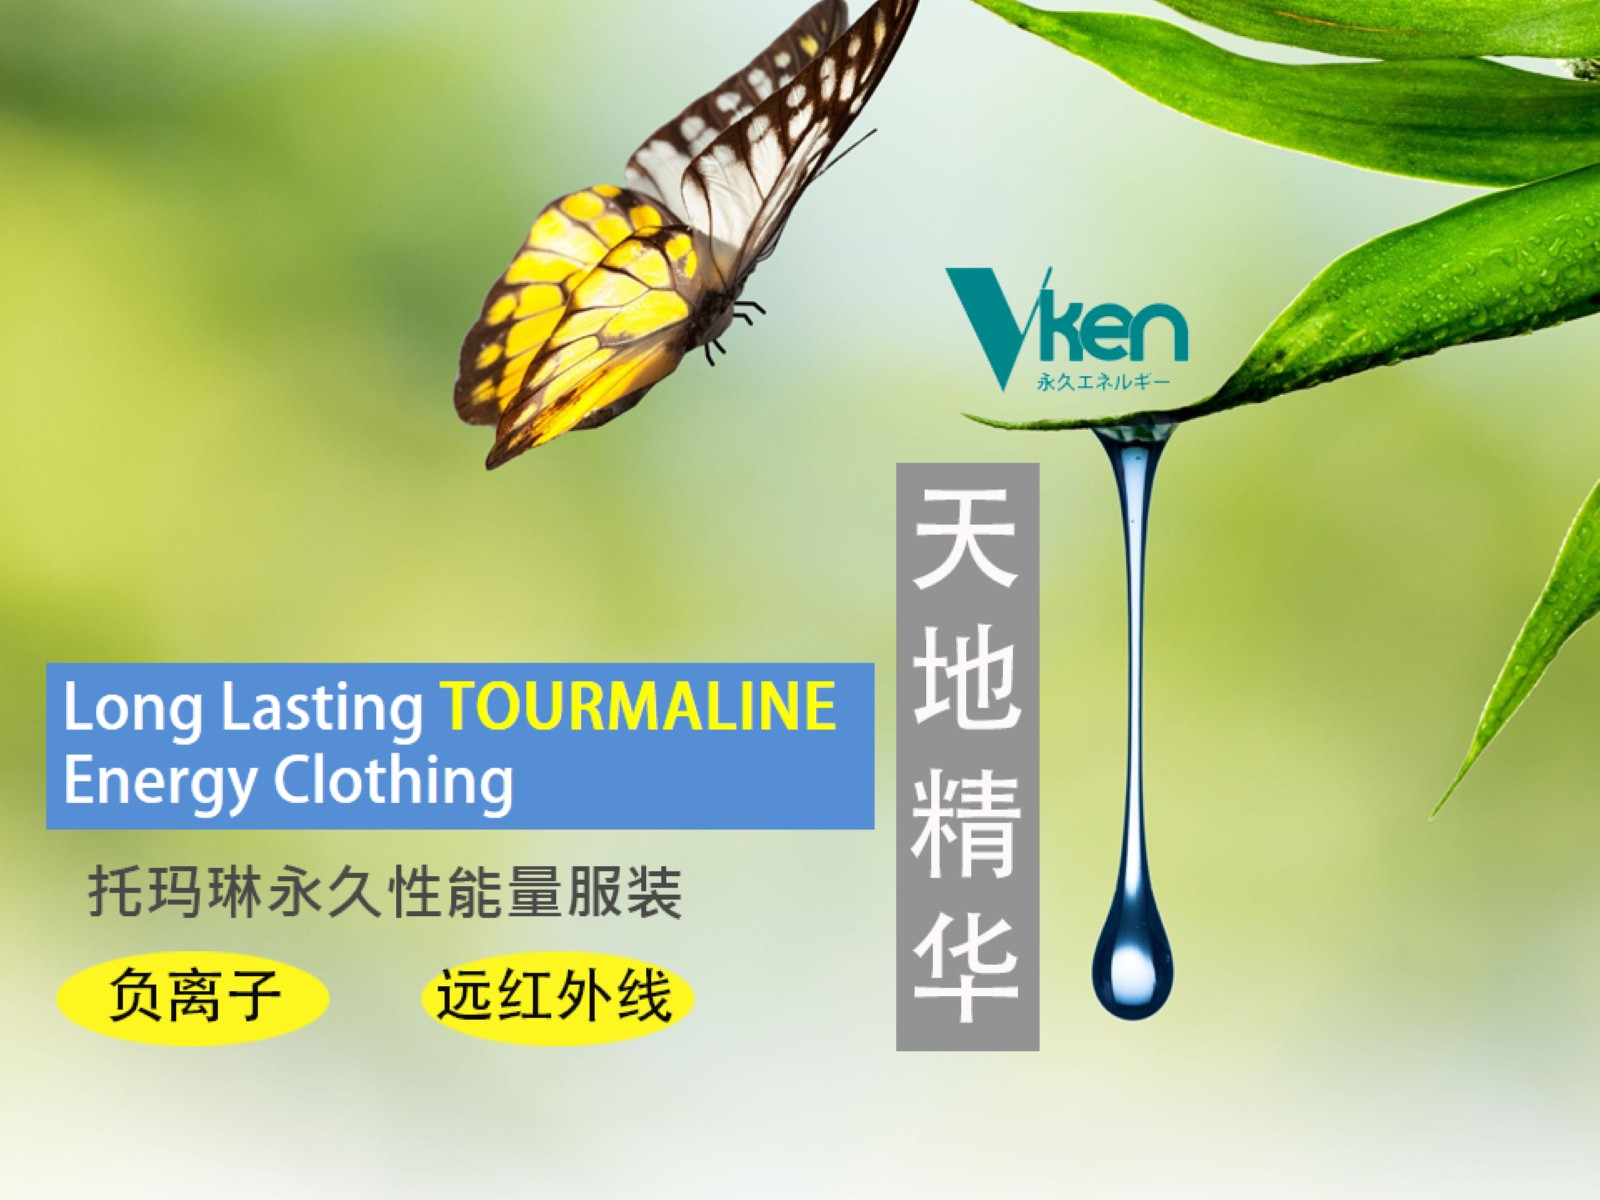 Vken
永久エネルギー
天地精华
Long Lasting TOURMALINE
Energy Clothing
托玛琳永久性能量服装
负离子
远红外线